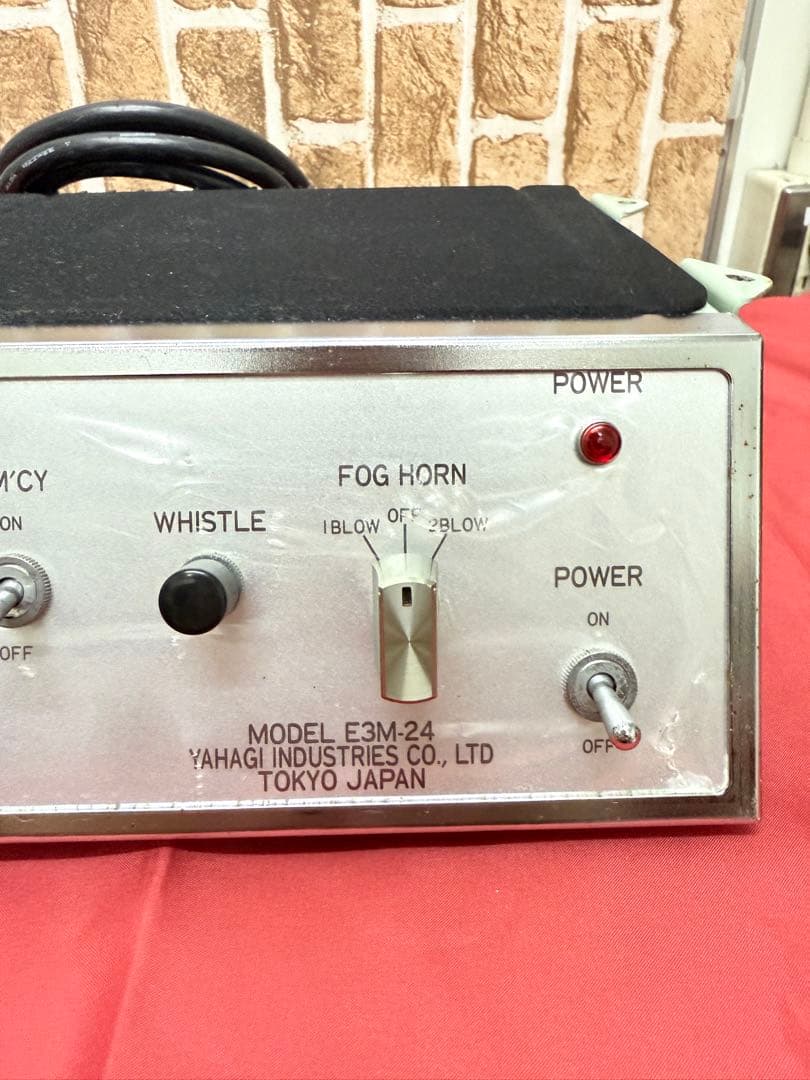 POWER
FOG HORN
M'CY
ON
WHISTLE
1BLOW OFF 2BLOW
POWER
ON
OFF
OFF
MODEL E3M-24
YAHAGI INDUSTRIES CO., LTD
TOKYO JAPAN